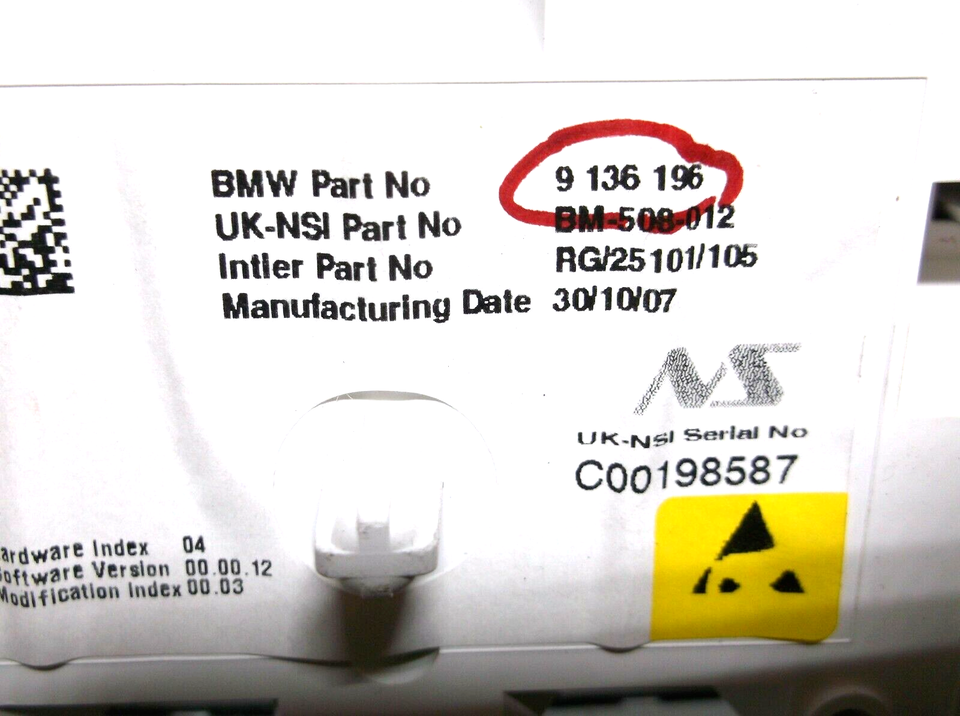 BMW Part No 9 136 196
UK-NSI Part No BM-508-012
Intier Part No RG/25101/105
Manufacturing Date 30/10/07
NS
UK-NSI Serial No
C00198587
ardware Index 04
oftware Version 00.00.12
Modification Index 00.03